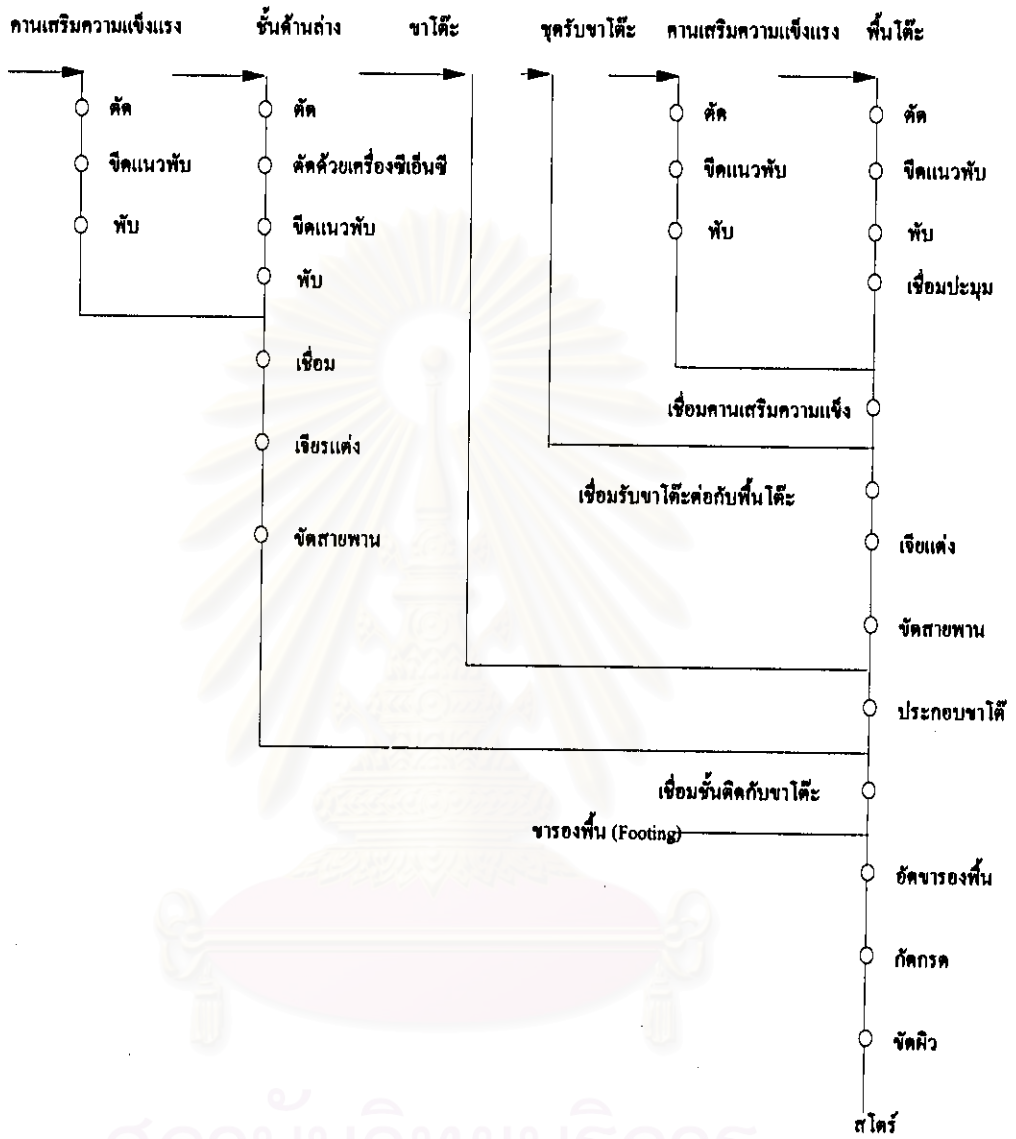 คานเสริมความแข็งแรง ชั้นด้านล่าง ขาโต๊ะ ชุดรับขาโต๊ะ คานเสริมความแข็งแรง พื้นโต๊ะ
ตัด ตัด ตัด ตัด
ขีดแนวพับ ตัดด้วยเครื่องซีเอ็นซี ขีดแนวพับ ขีดแนวพับ
พับ ขีดแนวพับ พับ พับ
พับ เชื่อมปะมุม
เชื่อม
เชื่อมคานเสริมความแข็ง
เจียรแต่ง
เชื่อมรับขาโต๊ะต่อกับพื้นโต๊ะ
ขัดสายพาน เจียแต่ง
ขัดสายพาน
ประกอบขาโต๊
เชื่อมชั้นติดกับขาโต๊ะ
ขารองพื้น (Footing)
อัดขารองพื้น
กัดกรด
ขัดผิว
สโตร์
สถาบันวิทยบริการ